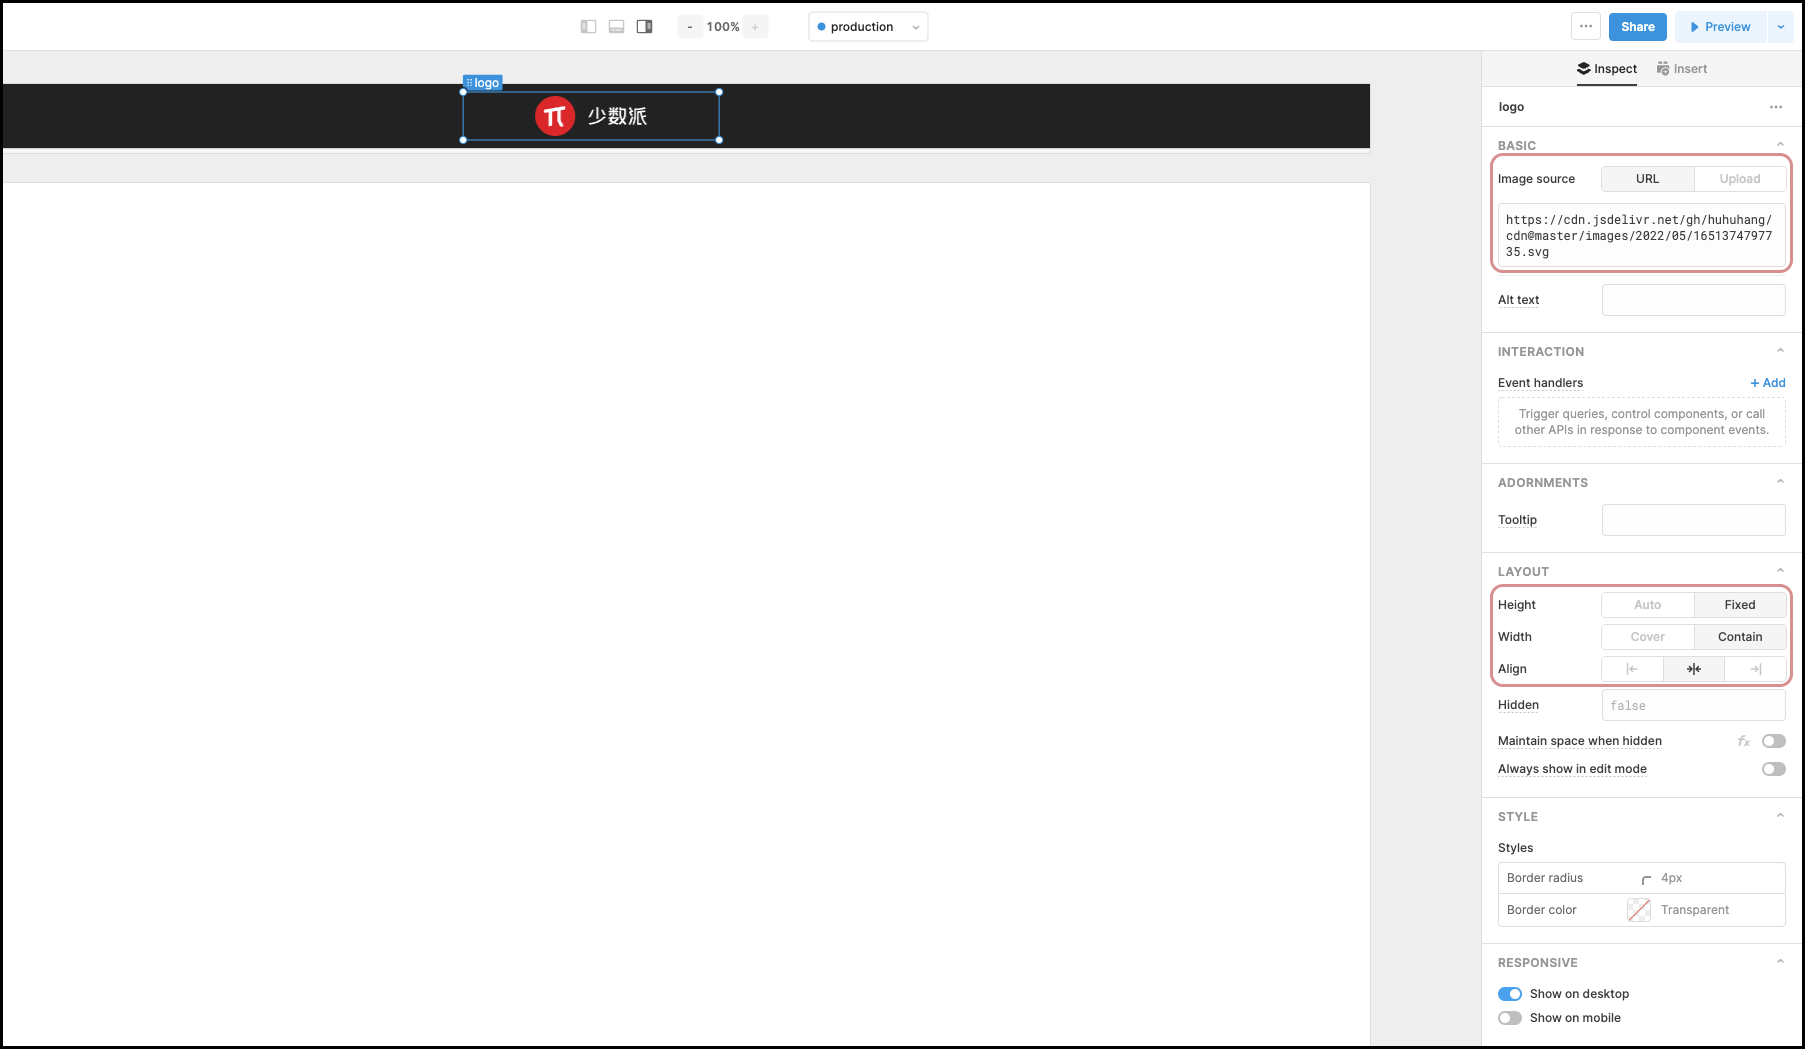 - 100% +
production
Share
Preview
Inspect
Insert
logo
少数派
logo
BASIC
Image source
URL
Upload
https://cdn.jsdelivr.net/gh/huhuhang/
cdn@master/images/2022/05/16513747977
35.svg
Alt text
INTERACTION
Event handlers
+ Add
Trigger queries, control components, or call
other APIs in response to component events.
ADORNMENTS
Tooltip
LAYOUT
Height
Auto
Fixed
Width
Cover
Contain
Align
Hidden
false
Maintain space when hidden
fx
Always show in edit mode
STYLE
Styles
Border radius
4px
Border color
Transparent
RESPONSIVE
Show on desktop
Show on mobile